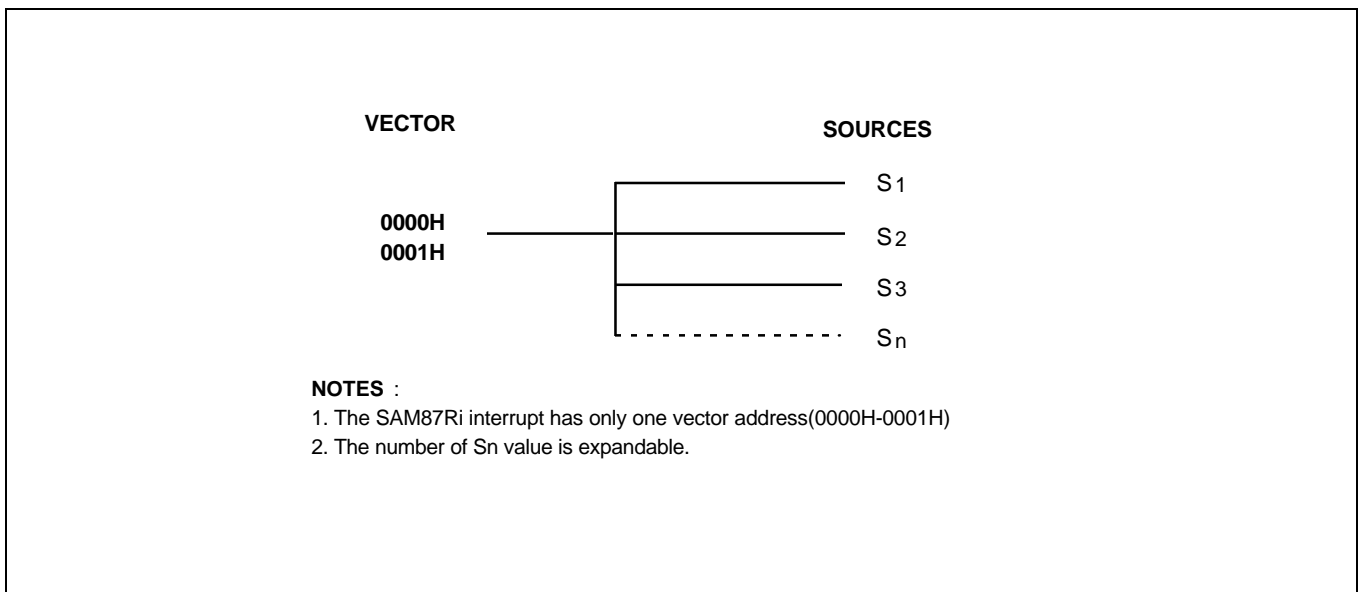 VECTOR
SOURCES
S1
0000H
0001H
S2
S3
Sn
NOTES :
1. The SAM87Ri interrupt has only one vector address(0000H-0001H)
2. The number of Sn value is expandable.